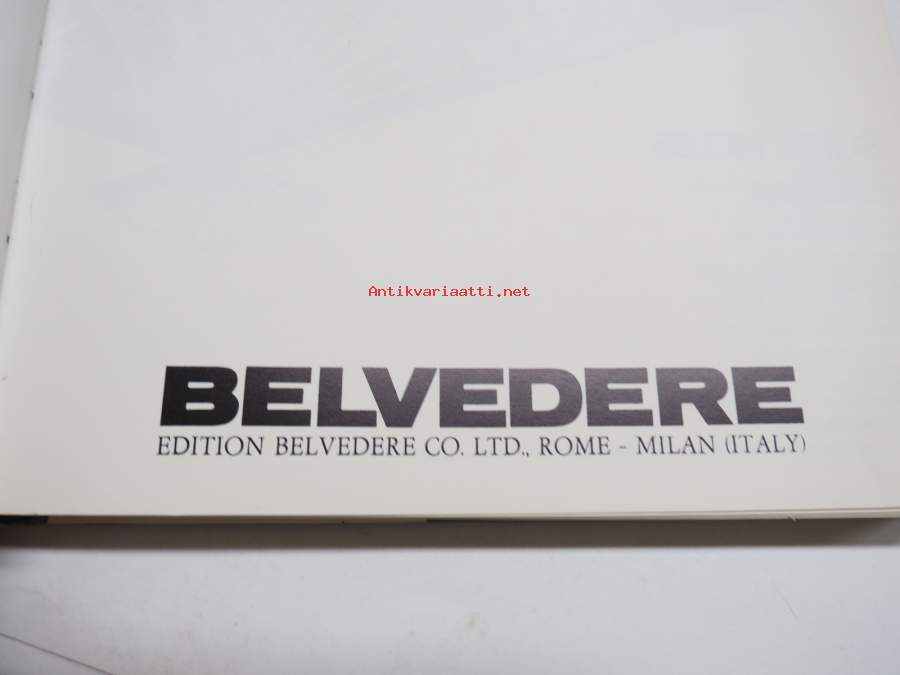 Antikvariaatti.net
BELVEDERE
EDITION BELVEDERE CO. LTD., ROME - MILAN (ITALY)